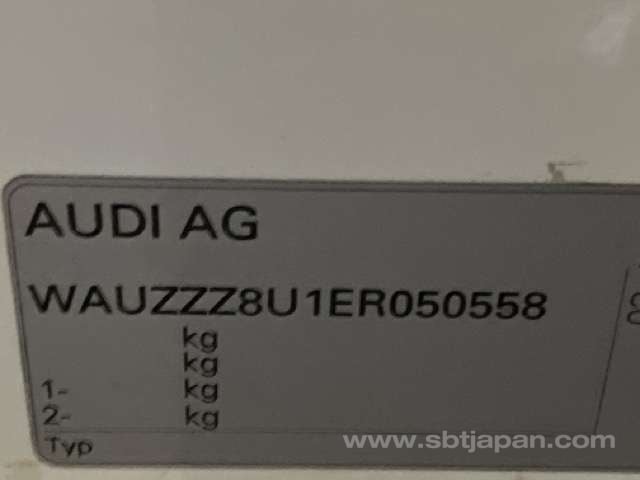 AUDI AG
WAUZZZ8U1ER050558
kg
kg
1- kg
2- kg
Typ
www.sbtjapan.com